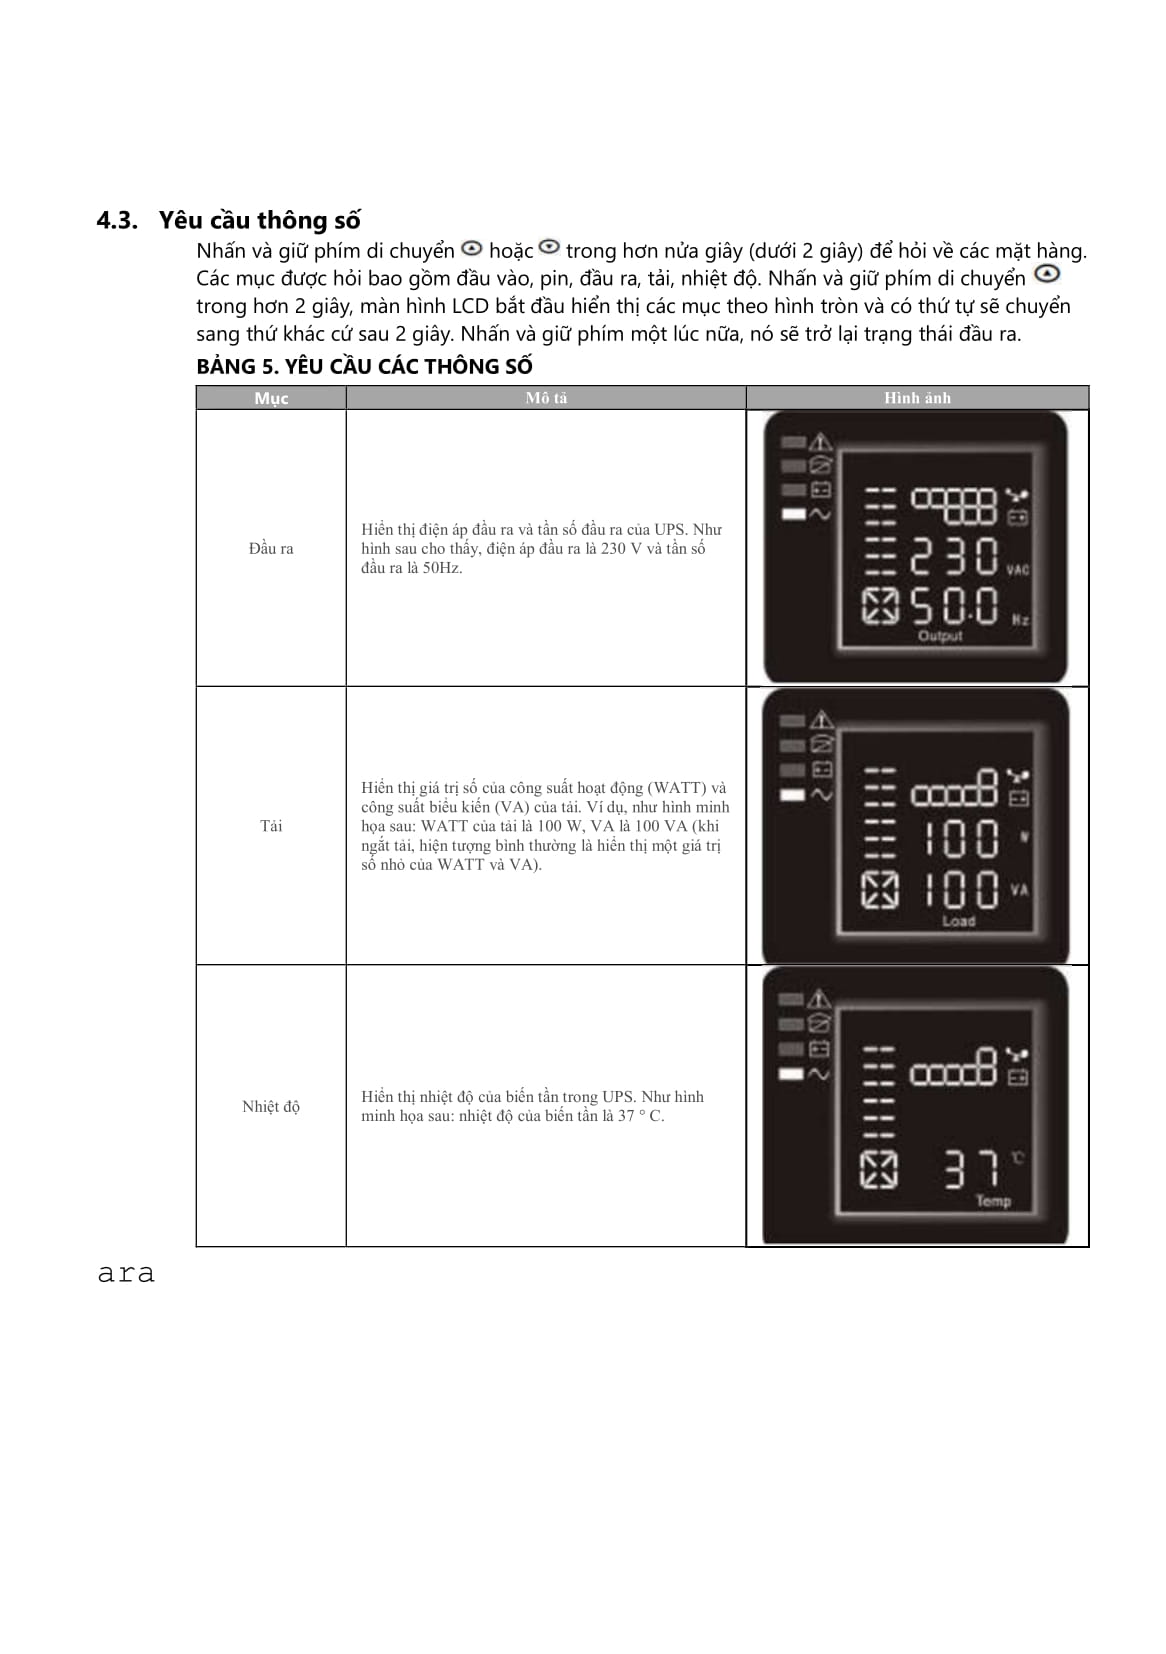 4.3. Yêu cầu thông số
Nhấn và giữ phím di chuyển hoặc trong hơn nửa giây (dưới 2 giây) để hỏi về các mặt hàng.
Các mục được hỏi bao gồm đầu vào, pin, đầu ra, tải, nhiệt độ. Nhấn và giữ phím di chuyển
trong hơn 2 giây, màn hình LCD bắt đầu hiển thị các mục theo hình tròn và có thứ tự sẽ chuyển
sang thứ khác cứ sau 2 giây. Nhấn và giữ phím một lúc nữa, nó sẽ trở lại trạng thái đầu ra.
BẢNG 5. YÊU CẦU CÁC THÔNG SỐ
Mục Mô tả Hình ảnh
Đầu ra
Hiển thị điện áp đầu ra và tần số đầu ra của UPS. Như
hình sau cho thấy, điện áp đầu ra là 230 V và tần số
đầu ra là 50Hz.
230 VAC
50.0 Hz
Output
Tải
Hiển thị giá trị số của công suất hoạt động (WATT) và
công suất biểu kiến (VA) của tải. Ví dụ, như hình minh
họa sau: WATT của tải là 100 W, VA là 100 VA (khi
ngắt tải, hiện tượng bình thường là hiển thị một giá trị
số nhỏ của WATT và VA).
100 W
100 VA
Load
Nhiệt độ
Hiển thị nhiệt độ của biến tần trong UPS. Như hình
minh họa sau: nhiệt độ của biến tần là 37 ° C.
37 °C
Temp
ara